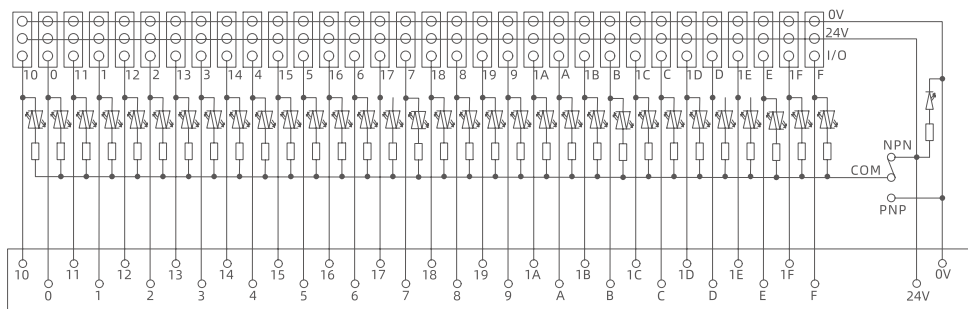 0V
24V
I/O
10 0 11 1 12 2 13 3 14 4 15 5 16 6 17 7 18 8 19 9 1A A 1B B 1C C 1D D 1E E 1F F
NPN
COM
PNP
10 11 12 13 14 15 16 17 18 19 1A 1B 1C 1D 1E 1F 0V
0 1 2 3 4 5 6 7 8 9 A B C D E F 24V